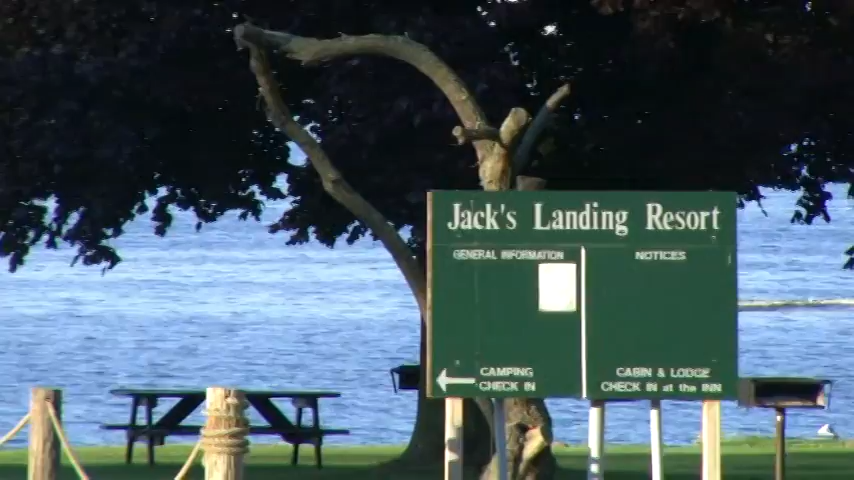 Jack's Landing Resort
GENERAL INFORMATION
NOTICES
CAMPING
CHECK IN
CABIN & LODGE
CHECK IN at the INN